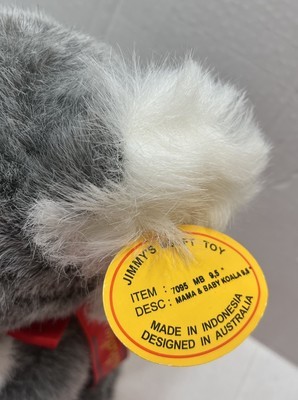 JIMMY'S SOFT TOY
ITEM : 7095 MB 9,5"
DESC : MAMA & BABY KOALA 9,5"
MADE IN INDONESIA
DESIGNED IN AUSTRALIA